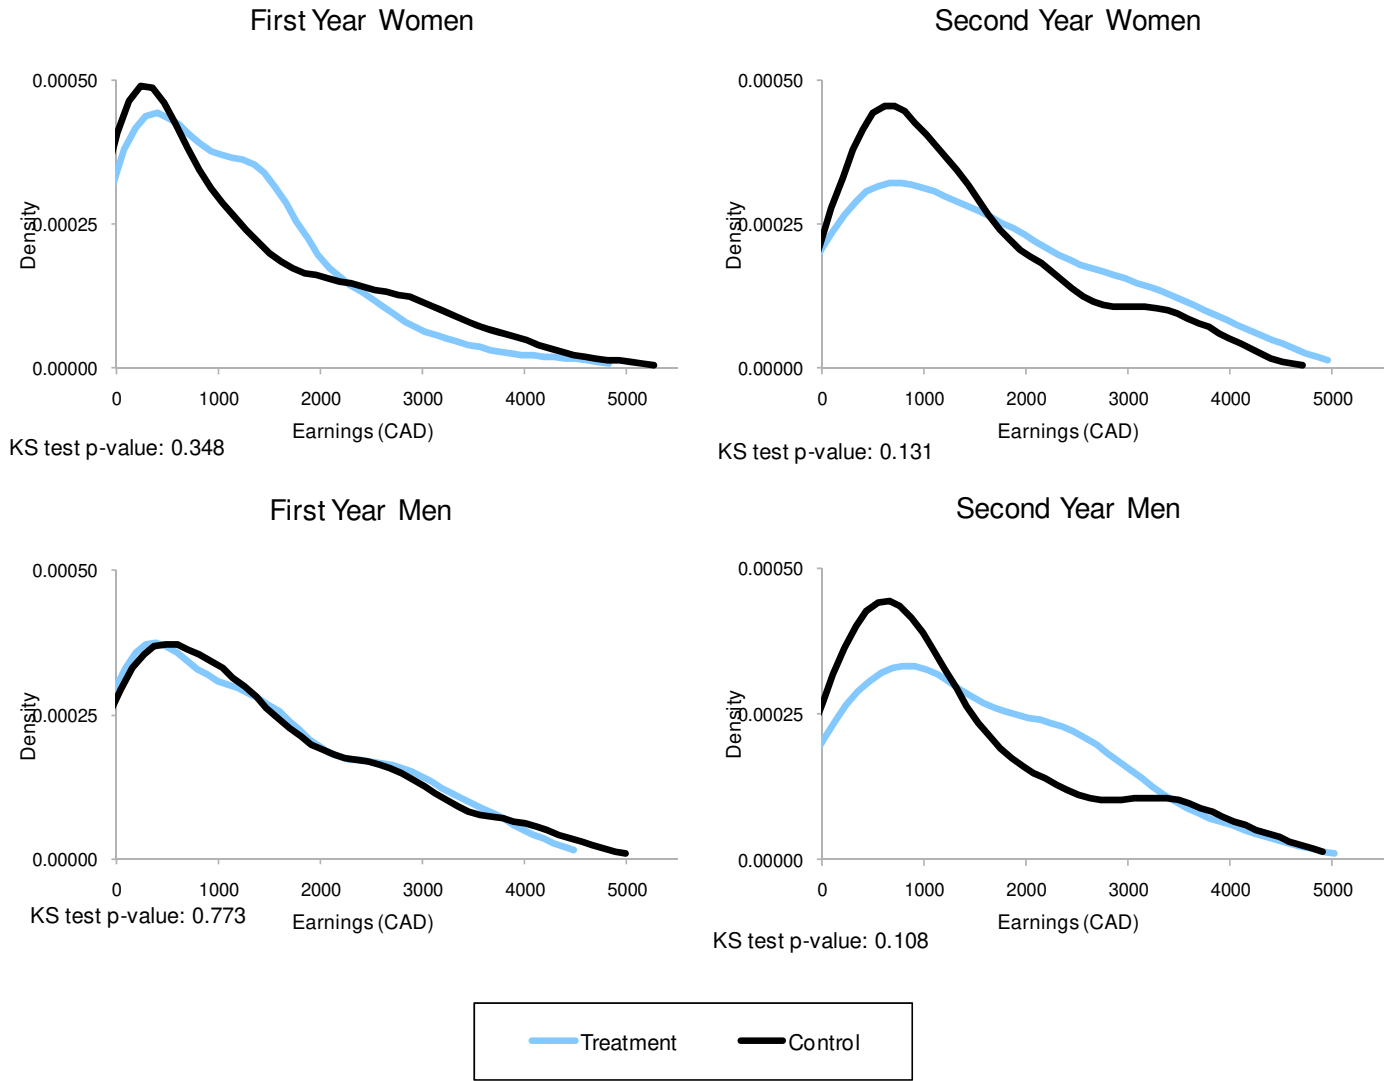 First Year Women
0.00050
0.00025
0.00000
Density
0 1000 2000 3000 4000 5000
Earnings (CAD)
KS test p-value: 0.348
Second Year Women
0.00050
0.00025
0.00000
Density
0 1000 2000 3000 4000 5000
Earnings (CAD)
KS test p-value: 0.131
First Year Men
0.00050
0.00025
0.00000
Density
0 1000 2000 3000 4000 5000
Earnings (CAD)
KS test p-value: 0.773
Second Year Men
0.00050
0.00025
0.00000
Density
0 1000 2000 3000 4000 5000
Earnings (CAD)
KS test p-value: 0.108
Treatment Control